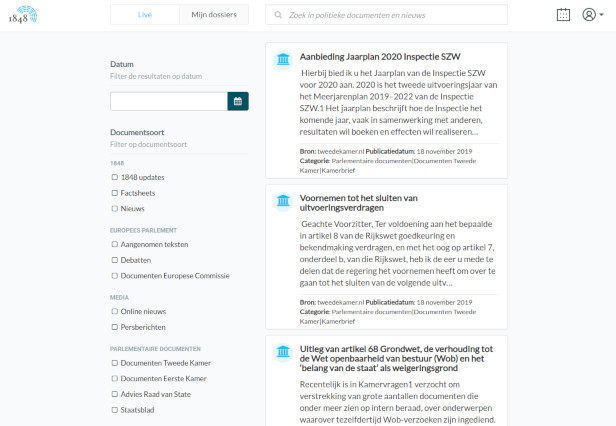 1848
Live
Mijn dossiers
Zoek in politieke documenten en nieuws
Datum
Filter de resultaten op datum
Documentsoort
Filter op documentsoort
1848
1848 updates
Factsheets
Nieuws
EUROPEES PARLEMENT
Aangenomen teksten
Debatten
Documenten Europese Commissie
MEDIA
Online nieuws
Persberichten
PARLEMENTAIRE DOCUMENTEN
Documenten Tweede Kamer
Documenten Eerste Kamer
Advies Raad van State
Staatsblad
Aanbieding Jaarplan 2020 Inspectie SZW
Hierbij bied ik u het Jaarplan van de Inspectie SZW
voor 2020 aan. 2020 is het tweede uitvoeringsjaar van
het Meerjarenplan 2019–2022 van de Inspectie
SZW.1 Het jaarplan beschrijft hoe de Inspectie het
komende jaar, vaak in samenwerking met anderen,
resultaten wil boeken en effecten wil realiseren…
Bron: tweedekamer.nl Publicatiedatum: 18 november 2019
Categorie: Parlementaire documenten|Documenten Tweede
Kamer|Kamerbrief
Voornemen tot het sluiten van
uitvoeringsverdragen
Geachte Voorzitter, Ter voldoening aan het bepaalde
in artikel 8 van de Rijkswet goedkeuring en
bekendmaking verdragen, en met het oog op artikel 7,
onderdeel b, van die Rijkswet, heb ik de eer u mede te
delen dat de regering het voornemen heeft om over te
gaan tot het sluiten van de volgende uitv…
Bron: tweedekamer.nl Publicatiedatum: 18 november 2019
Categorie: Parlementaire documenten|Documenten Tweede
Kamer|Kamerbrief
Uitleg van artikel 68 Grondwet, de verhouding tot
de Wet openbaarheid van bestuur (Wob) en het
‘belang van de staat’ als weigeringsgrond
Recentelijk is in Kamervragen1 verzocht om
verstrekking van grote aantallen documenten die
onder meer zien op intern beraad, over onderwerpen
waarover tezelfdertijd Wob-verzoeken zijn ingediend.